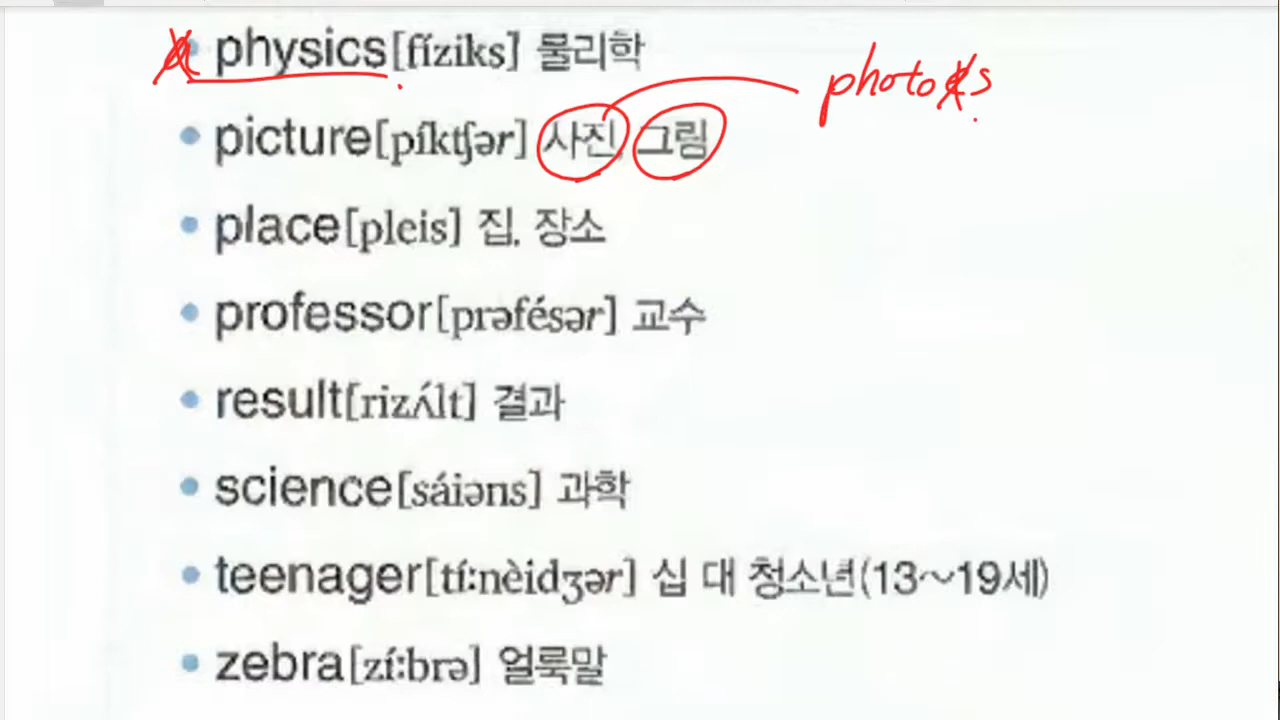 physics[fíziks] 물리학
photos
picture[píktʃər] 사진, 그림
place[pleis] 집, 장소
professor[prəfésər] 교수
result[rizʌ́lt] 결과
science[sáiəns] 과학
teenager[tí:nèidʒər] 십 대 청소년(13~19세)
zebra[zí:brə] 얼룩말